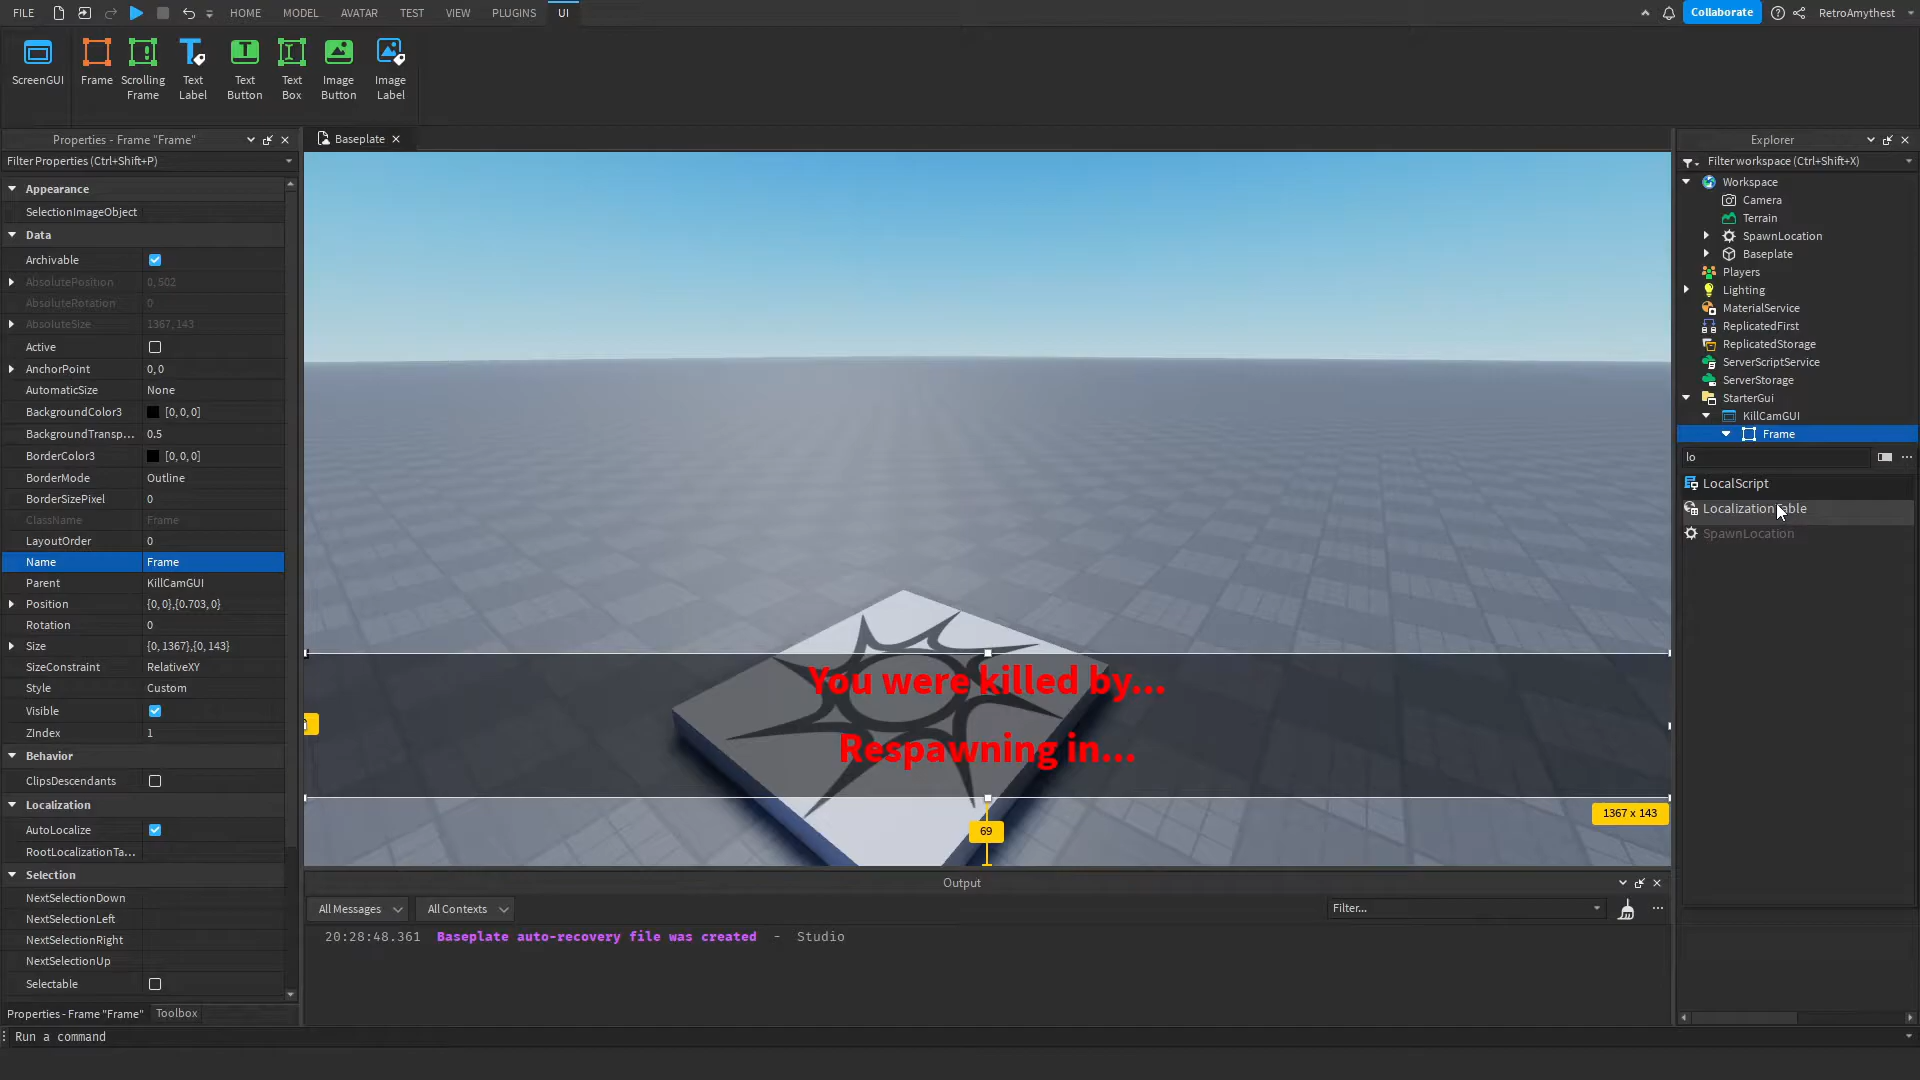 FILE
HOME
MODEL
AVATAR
TEST
VIEW
PLUGINS
UI
Collaborate
RetroAmythest
ScreenGUI
Frame
Scrolling
Frame
Text
Label
Text
Button
Text
Box
Image
Button
Image
Label
Properties - Frame "Frame"
Filter Properties (Ctrl+Shift+P)
Appearance
SelectionImageObject
Data
Archivable
AbsolutePosition 0, 502
AbsoluteRotation 0
AbsoluteSize 1367, 143
Active
AnchorPoint 0, 0
AutomaticSize None
BackgroundColor3 [0, 0, 0]
BackgroundTransp... 0.5
BorderColor3 [0, 0, 0]
BorderMode Outline
BorderSizePixel 0
ClassName Frame
LayoutOrder 0
Name Frame
Parent KillCamGUI
Position {0, 0},{0.703, 0}
Rotation 0
Size {0, 1367},{0, 143}
SizeConstraint RelativeXY
Style Custom
Visible
ZIndex 1
Behavior
ClipsDescendants
Localization
AutoLocalize
RootLocalizationTa...
Selection
NextSelectionDown
NextSelectionLeft
NextSelectionRight
NextSelectionUp
Selectable
Properties - Frame "Frame"
Toolbox
Run a command
Baseplate
You were killed by...
Respawning in...
1367 x 143
69
Output
All Messages
All Contexts
Filter...
20:28:48.361 Baseplate auto-recovery file was created - Studio
Explorer
Filter workspace (Ctrl+Shift+X)
Workspace
Camera
Terrain
SpawnLocation
Baseplate
Players
Lighting
MaterialService
ReplicatedFirst
ReplicatedStorage
ServerScriptService
ServerStorage
StarterGui
KillCamGUI
Frame
lo
LocalScript
LocalizationTable
SpawnLocation